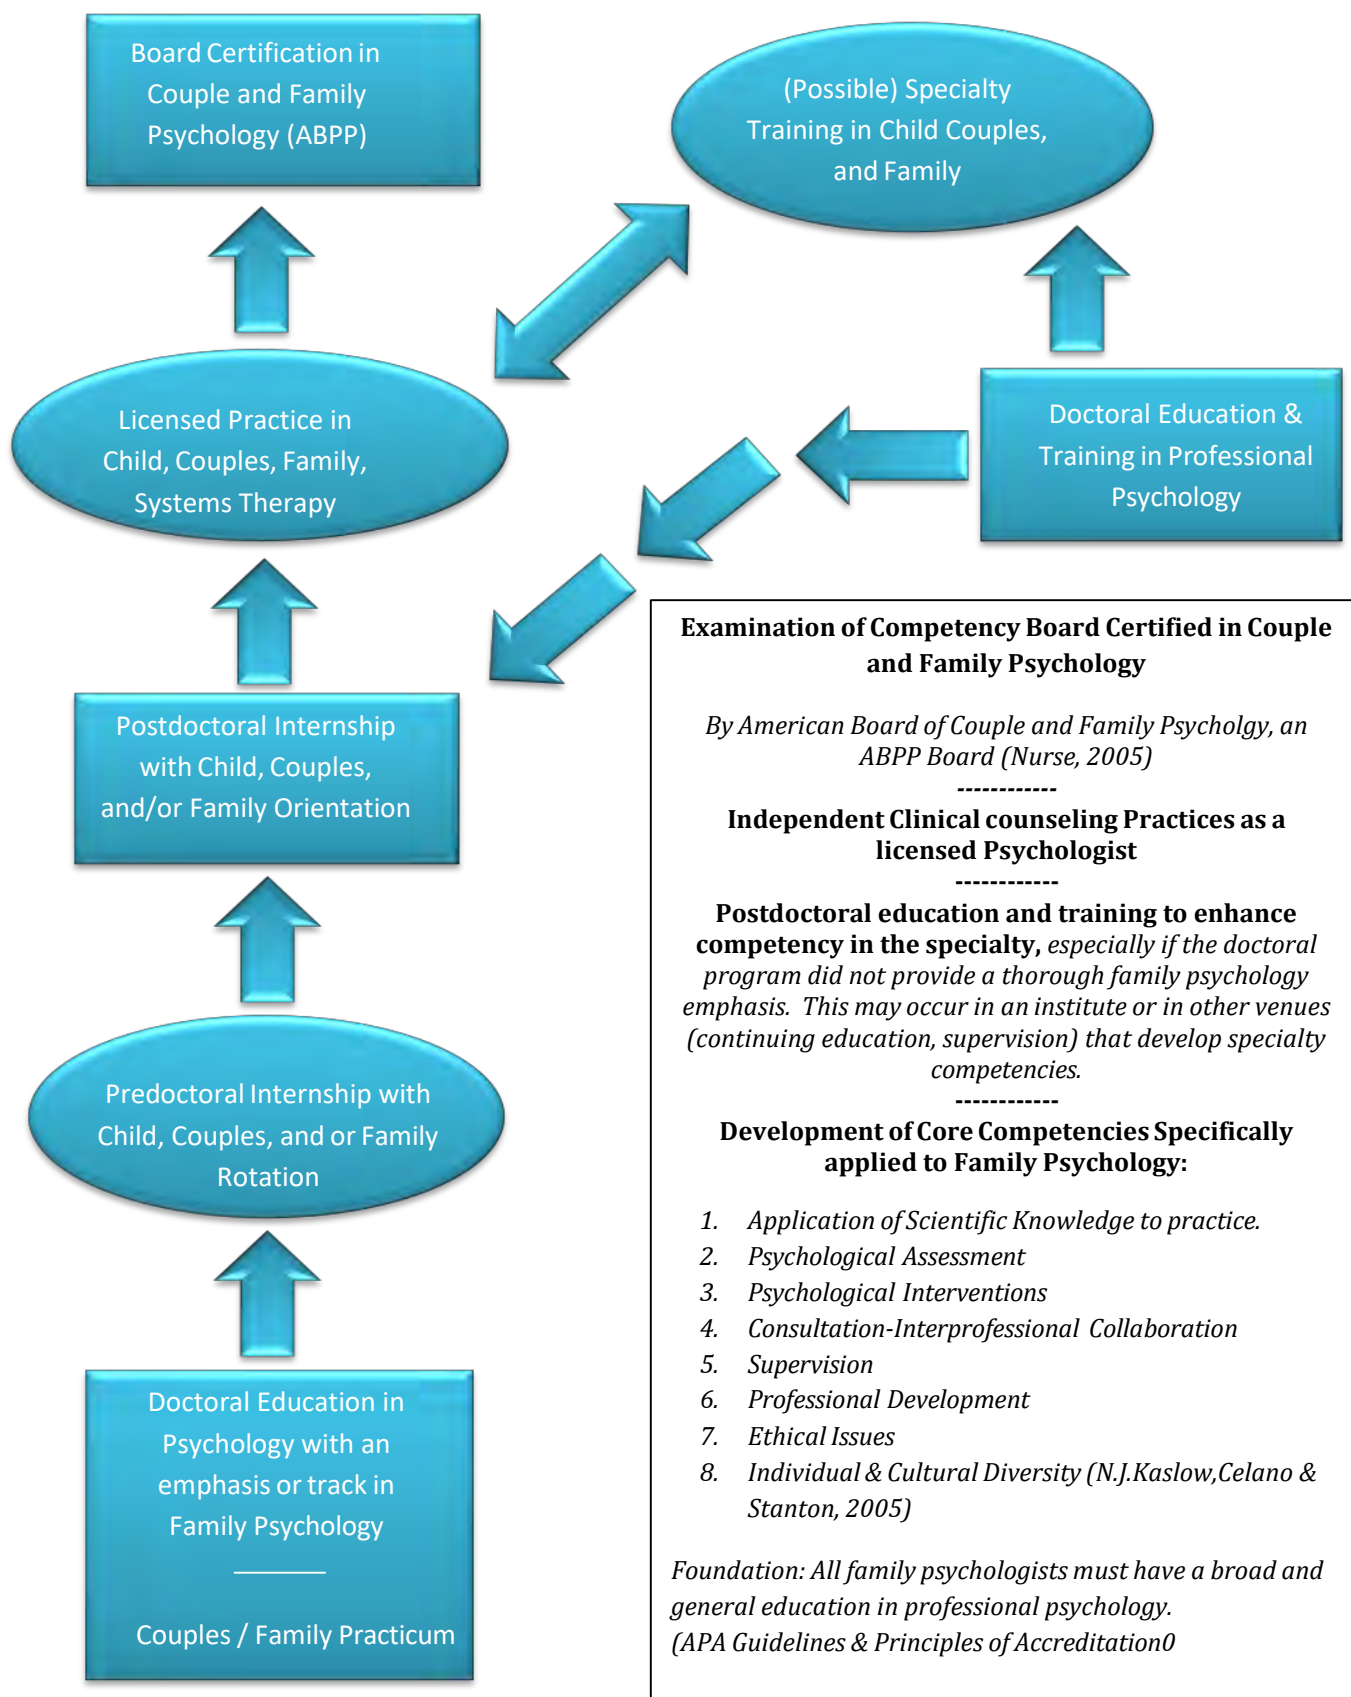 Board Certification in
Couple and Family
Psychology (ABPP)
(Possible) Specialty
Training in Child Couples,
and Family
Licensed Practice in
Child, Couples, Family,
Systems Therapy
Doctoral Education &
Training in Professional
Psychology
Postdoctoral Internship
with Child, Couples,
and/or Family Orientation
Predoctoral Internship with
Child, Couples, and or Family
Rotation
Doctoral Education in
Psychology with an
emphasis or track in
Family Psychology
Couples / Family Practicum
Examination of Competency Board Certified in Couple
and Family Psychology
By American Board of Couple and Family Psycholgy, an
ABPP Board (Nurse, 2005)
------------
Independent Clinical counseling Practices as a
licensed Psychologist
------------
Postdoctoral education and training to enhance
competency in the specialty, especially if the doctoral
program did not provide a thorough family psychology
emphasis.  This may occur in an institute or in other venues
(continuing education, supervision) that develop specialty
competencies.
------------
Development of Core Competencies Specifically
applied to Family Psychology:
1. Application of Scientific Knowledge to practice.
2. Psychological Assessment
3. Psychological Interventions
4. Consultation-Interprofessional Collaboration
5. Supervision
6. Professional Development
7. Ethical Issues
8. Individual & Cultural Diversity (N.J.Kaslow,Celano &
Stanton, 2005)
Foundation: All family psychologists must have a broad and
general education in professional psychology.
(APA Guidelines & Principles of Accreditation0